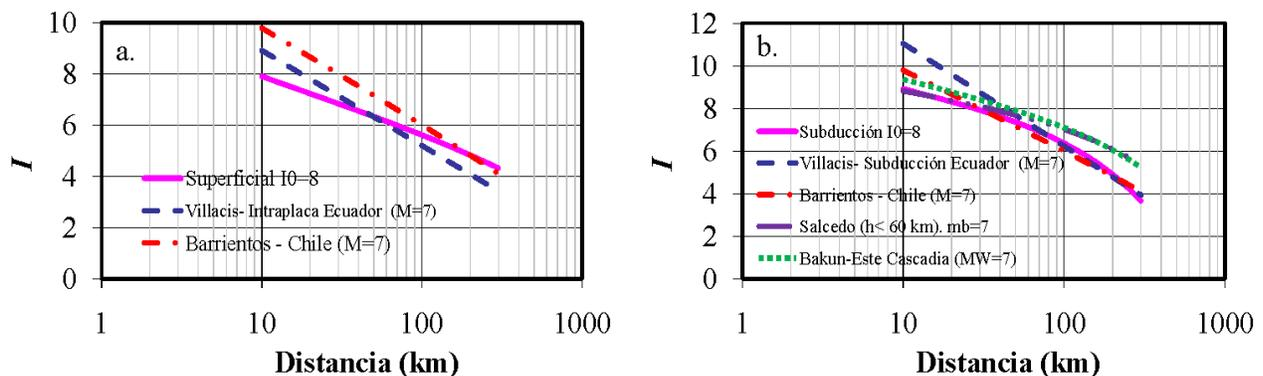 10
8
6
4
2
0
I
a.
Superficial I0=8
Villacis- Intraplaca Ecuador (M=7)
Barrientos - Chile (M=7)
1 10 100 1000
Distancia (km)
12
10
8
6
4
2
0
I
b.
Subducción I0=8
Villacis- Subducción Ecuador (M=7)
Barrientos - Chile (M=7)
Salcedo (h< 60 km). mb=7
Bakun-Este Cascadia (MW=7)
1 10 100 1000
Distancia (km)